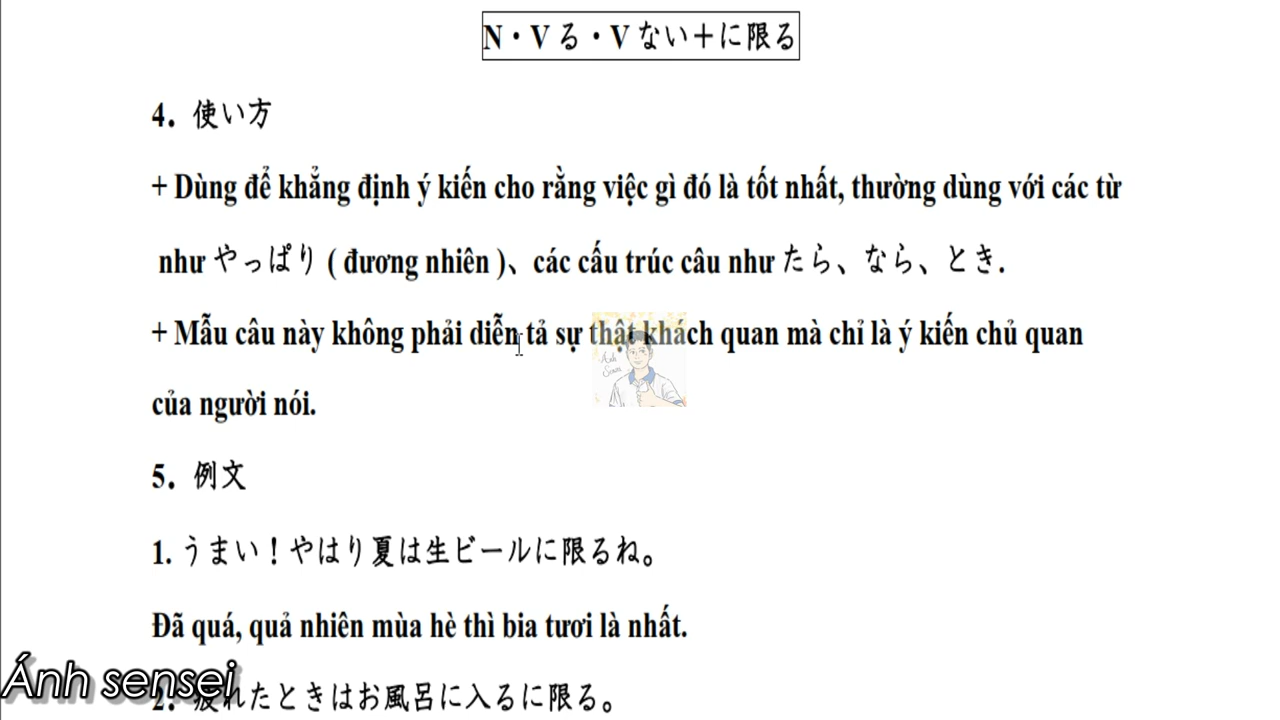 N・Vる・Vない＋に限る
4. 使い方
+ Dùng để khẳng định ý kiến cho rằng việc gì đó là tốt nhất, thường dùng với các từ
như やっぱり ( đương nhiên )、các cấu trúc câu như たら、なら、とき.
+ Mẫu câu này không phải diễn tả sự thật khách quan mà chỉ là ý kiến chủ quan
Ánh
Sensei
của người nói.
5. 例文
1. うまい！やはり夏は生ビールに限るね。
Đã quá, quả nhiên mùa hè thì bia tươi là nhất.
Ánh sensei
2. 疲れたときはお風呂に入るに限る。